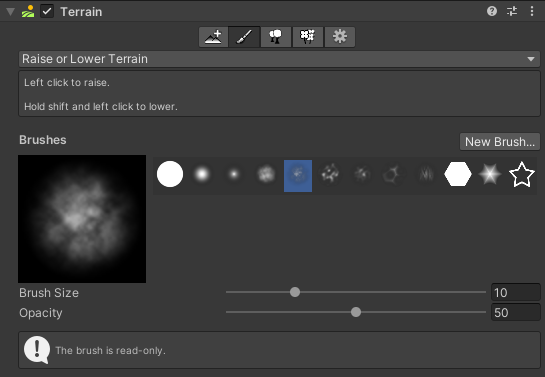 Terrain
Raise or Lower Terrain
Left click to raise.
Hold shift and left click to lower.
Brushes
New Brush...
Brush Size
10
Opacity
50
The brush is read-only.